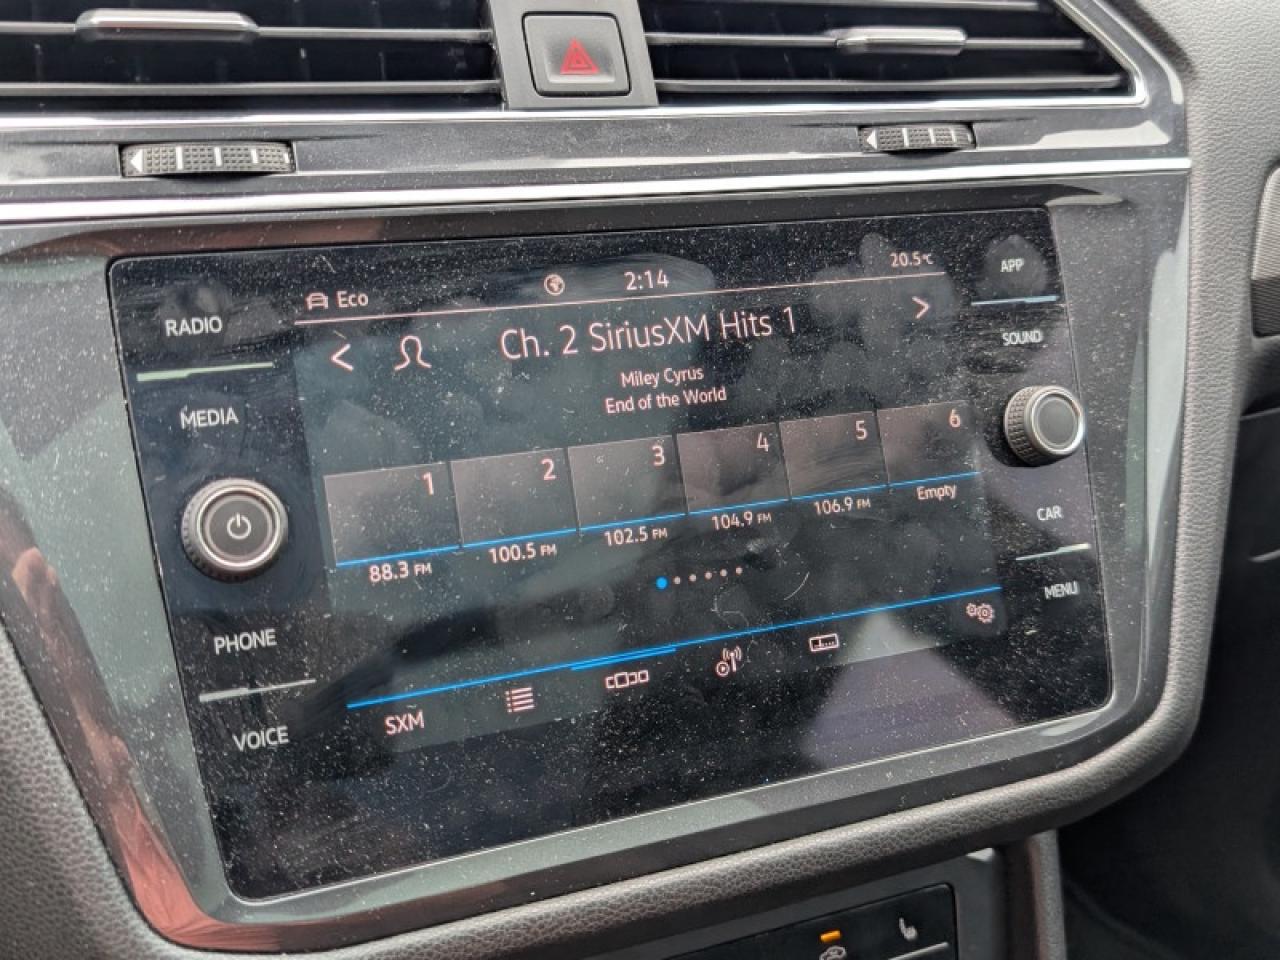 Eco
2:14
20.5°C
APP
RADIO
Ch. 2 SiriusXM Hits 1
SOUND
Miley Cyrus
End of the World
MEDIA
1 2 3 4 5 6
88.3 FM 100.5 FM 102.5 FM 104.9 FM 106.9 FM Empty
CAR
MENU
PHONE
SXM
VOICE